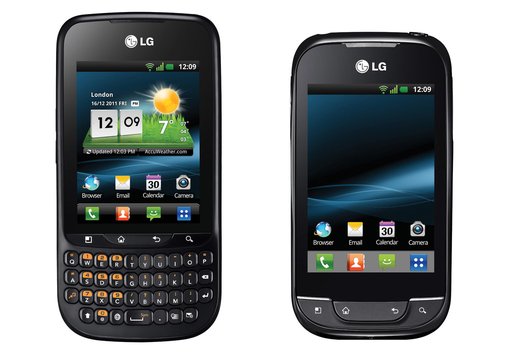 LG
12:09
London
16/12 2011 FRI PM
12 09
7°
Updated 12:03 PM AccuWeather.com
Browser Email Calendar Camera
30
Q W E R T Y U I O P
A S D F G H J K L
Z X C V B N M
LG
12:09
Browser Email Calendar Camera
30